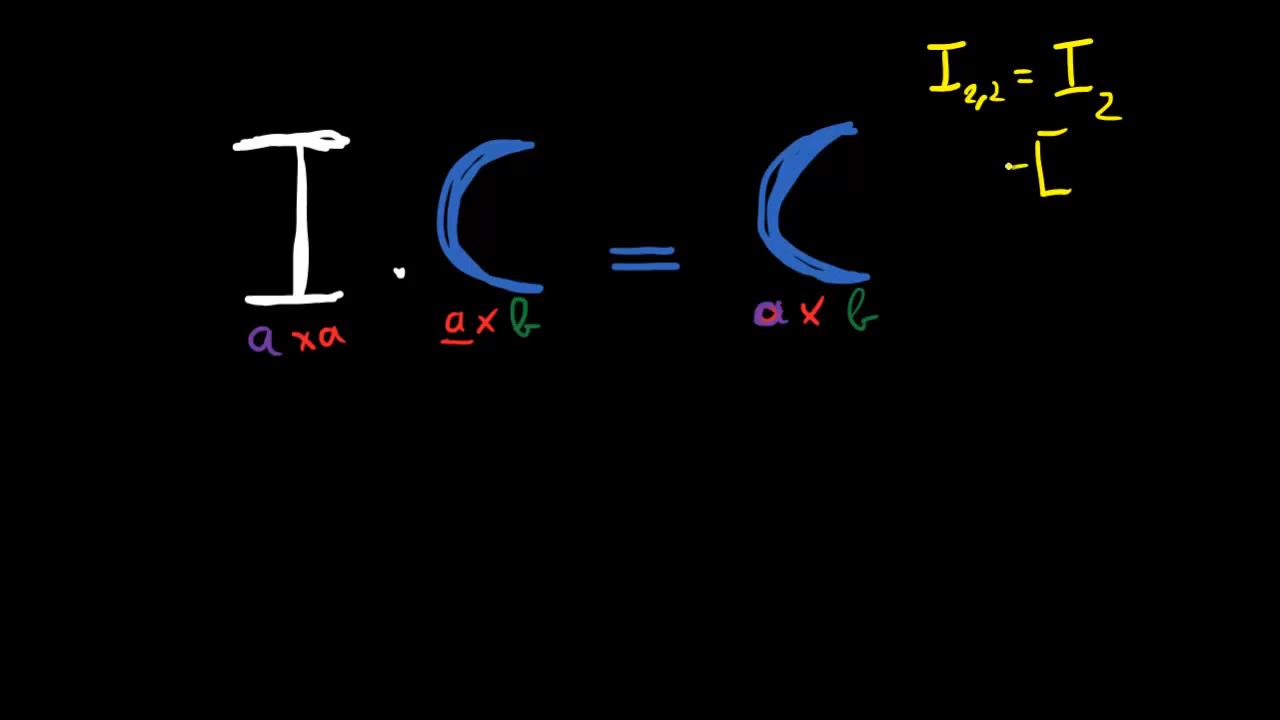 I₂,₂ = I₂
- [
I · C = C
a × a a × b a × b